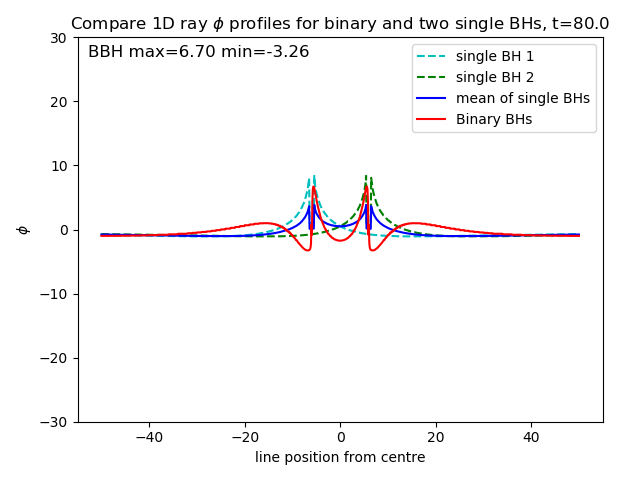 Compare 1D ray ϕ profiles for binary and two single BHs, t=80.0
BBH max=6.70 min=-3.26
single BH 1
single BH 2
mean of single BHs
Binary BHs
30
20
10
0
−10
−20
−30
ϕ
−40
−20
0
20
40
line position from centre